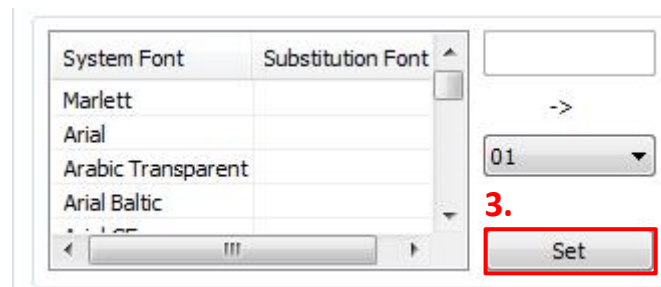 System Font Substitution Font
Marlett
->
Arial
01
Arabic Transparent
Arial Baltic
3.
Set